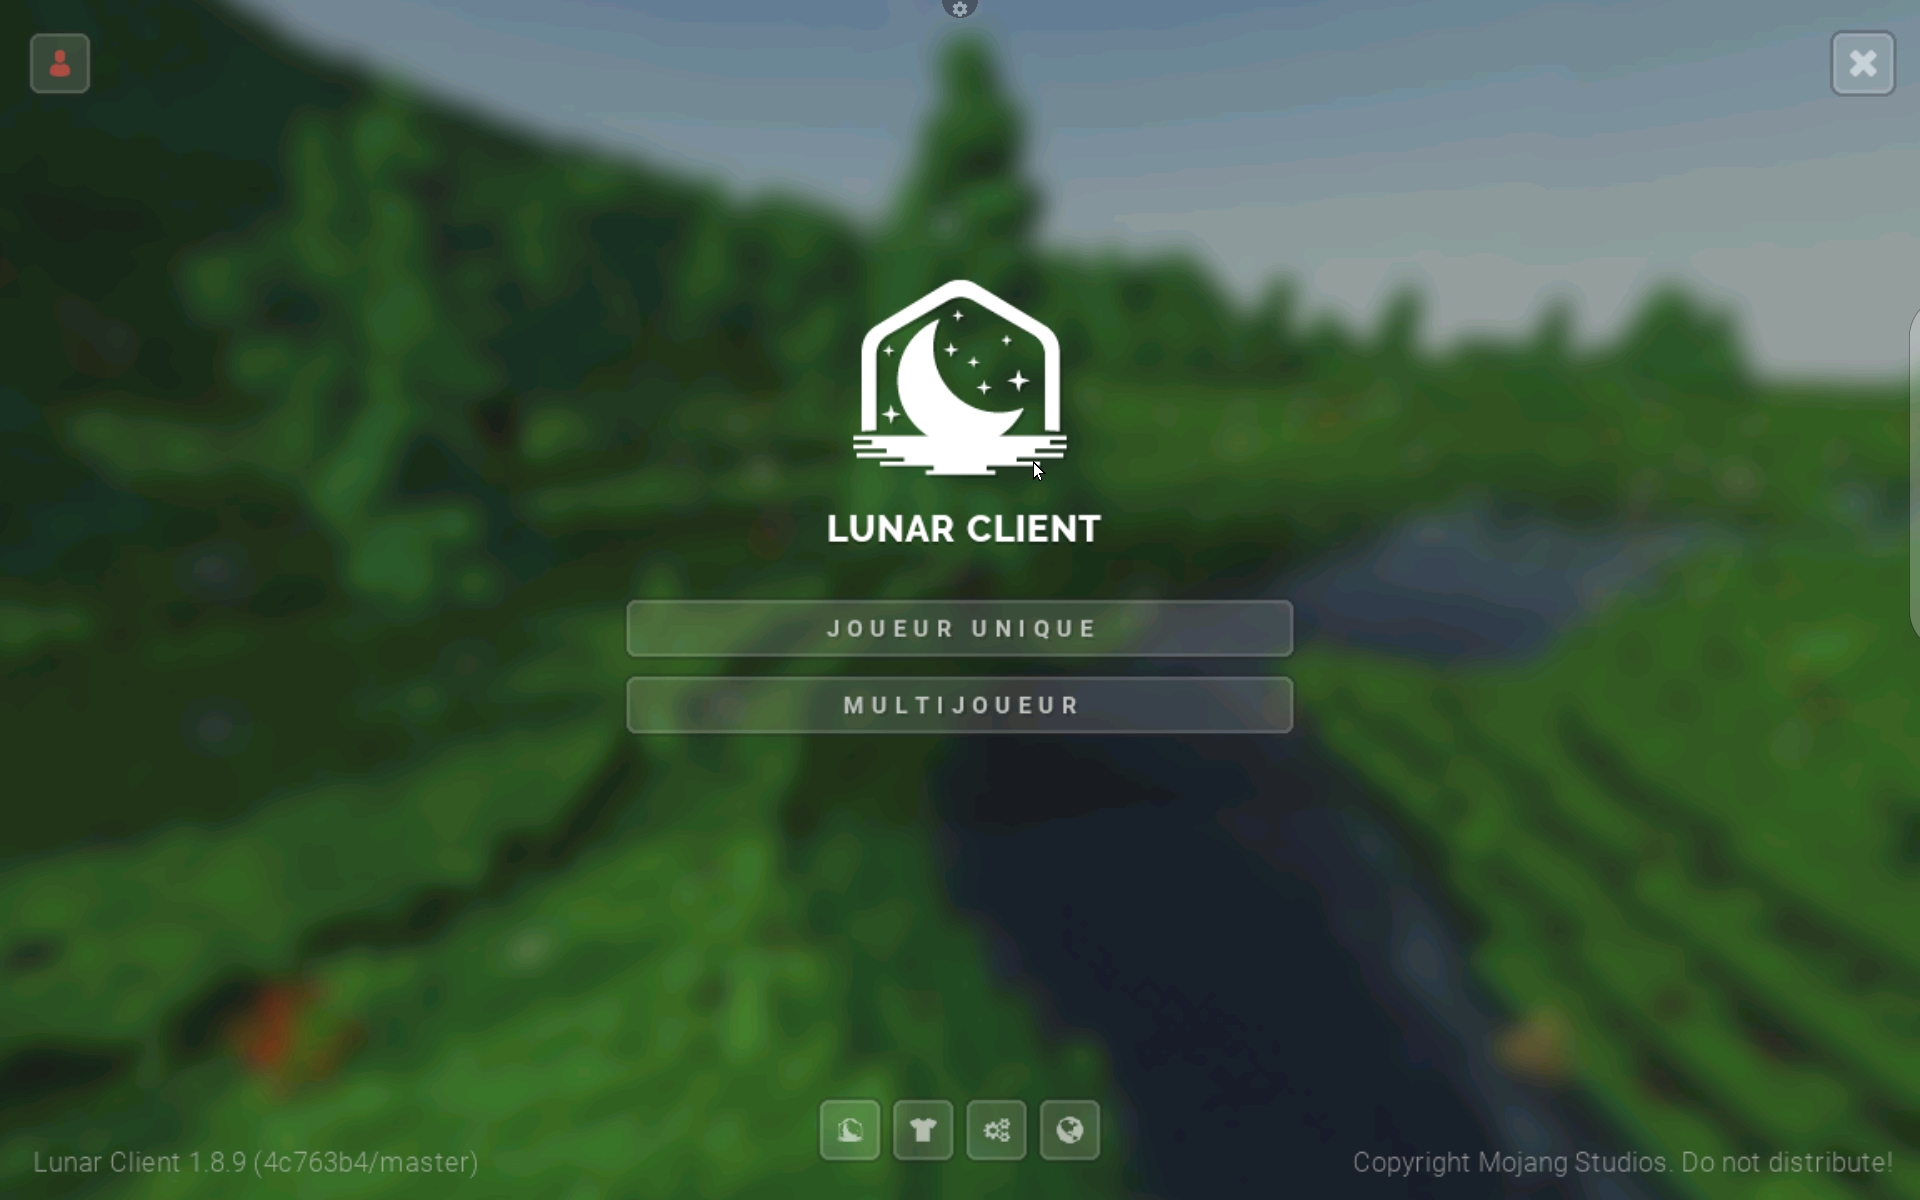 LUNAR CLIENT
JOUEUR UNIQUE
MULTIJOUEUR
Lunar Client 1.8.9 (4c763b4/master)
Copyright Mojang Studios. Do not distribute!